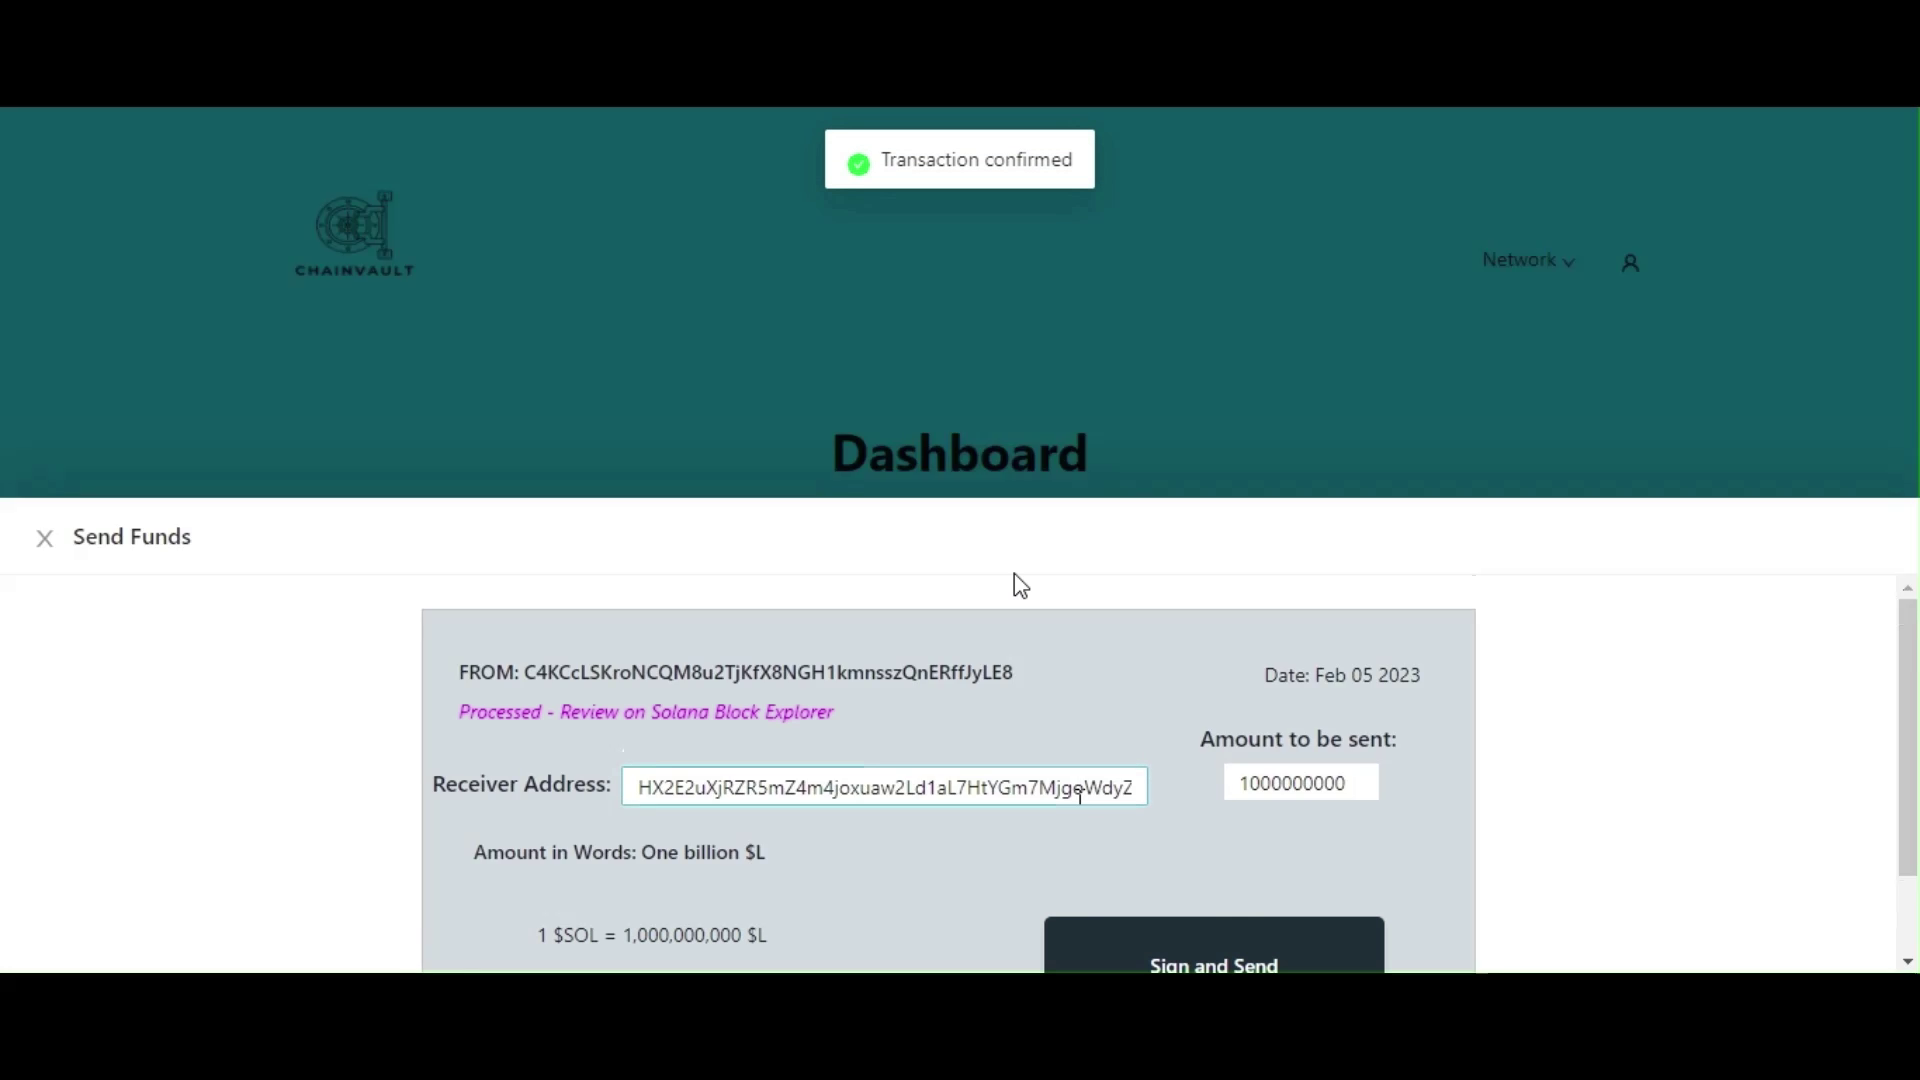 Transaction confirmed
CHAINVAULT
Network
Dashboard
X Send Funds
FROM: C4KCcLSKroNCQM8u2TjKfX8NGH1kmnsszQnERffJyLE8
Date: Feb 05 2023
Processed - Review on Solana Block Explorer
Amount to be sent:
Receiver Address: HX2E2uXjRZR5mZ4m4joxuaw2Ld1aL7HtYGm7MjgeWdyZ
1000000000
Amount in Words: One billion $L
1 $SOL = 1,000,000,000 $L
Sign and Send